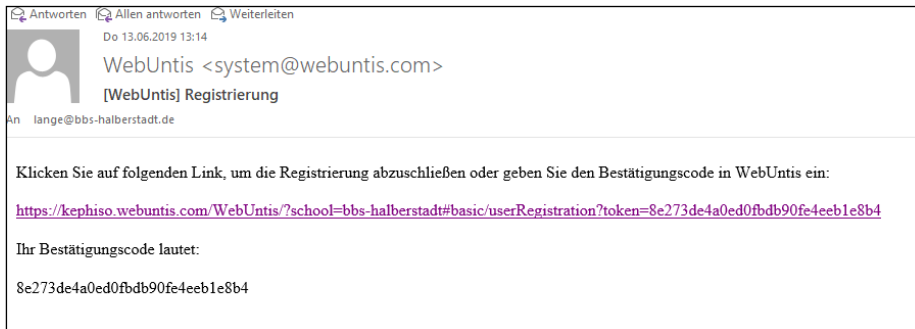 Antworten Allen antworten Weiterleiten
Do 13.06.2019 13:14
WebUntis <system@webuntis.com>
[WebUntis] Registrierung
An lange@bbs-halberstadt.de
Klicken Sie auf folgenden Link, um die Registrierung abzuschließen oder geben Sie den Bestätigungscode in WebUntis ein:
https://kephiso.webuntis.com/WebUntis/?school=bbs-halberstadt#basic/userRegistration?token=8e273de4a0ed0fbdb90fe4eeb1e8b4
Ihr Bestätigungscode lautet:
8e273de4a0ed0fbdb90fe4eeb1e8b4